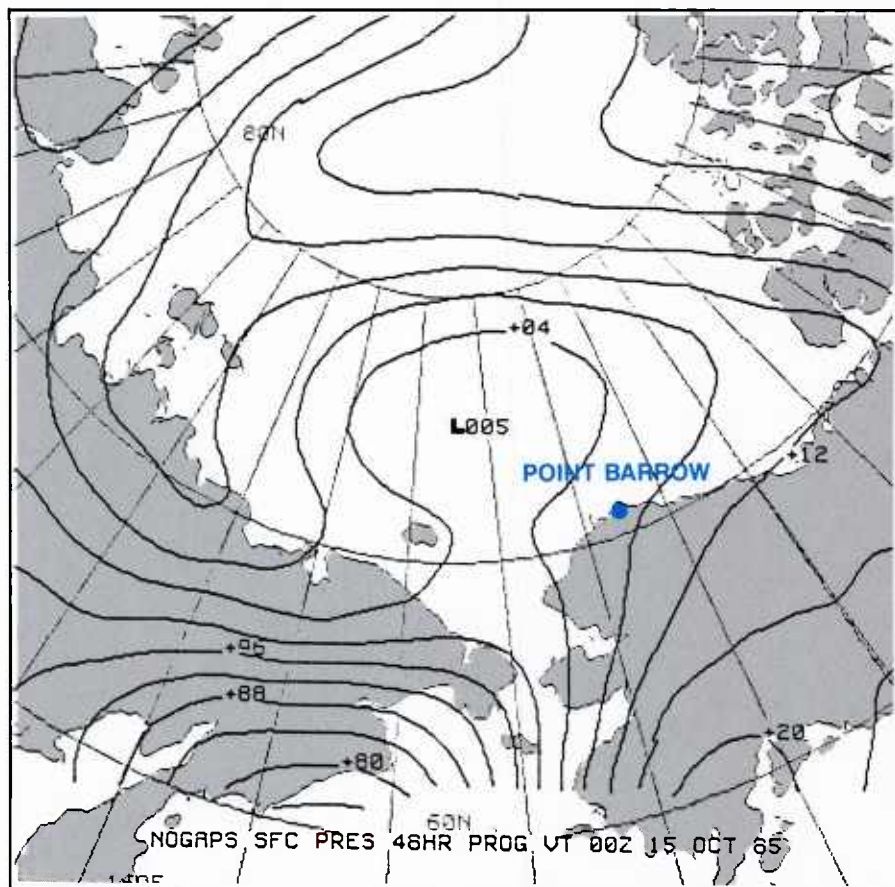 80N
+04
L005
POINT BARROW
+12
+96
+88
+80
+20
60N
NOGAPS SFC PRES 48HR PROG VT 00Z 15 OCT 85
140E